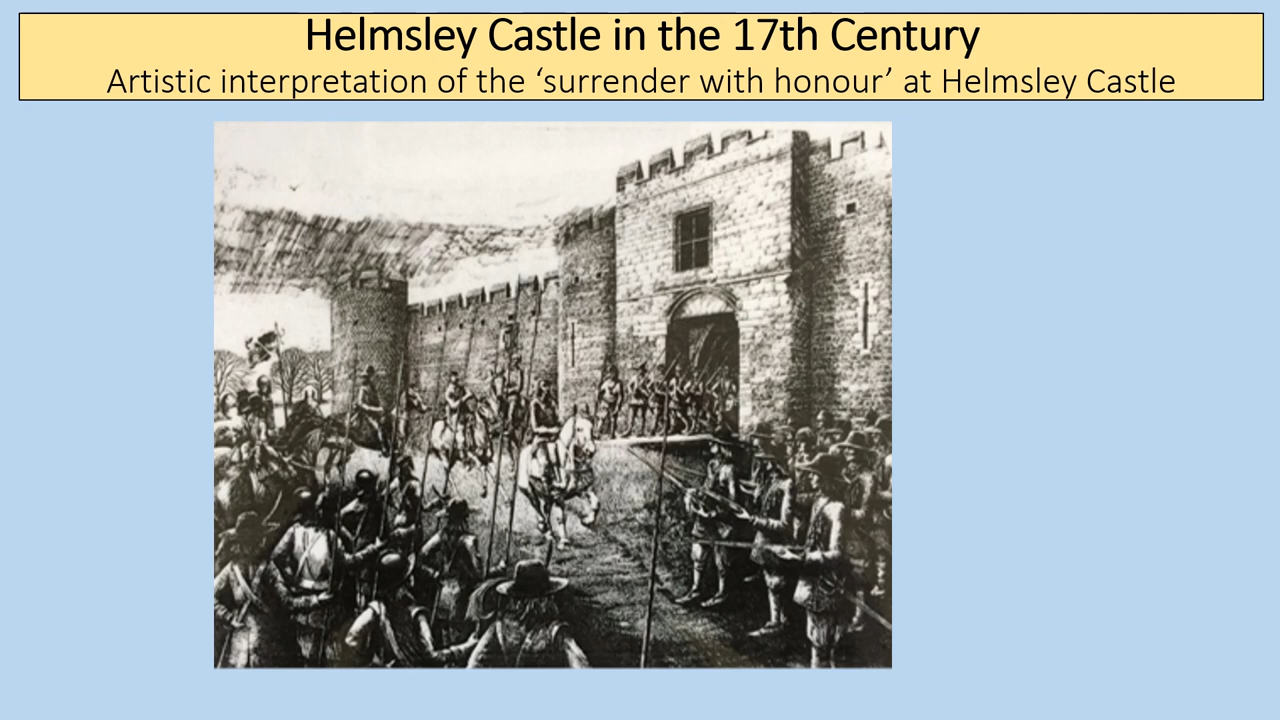 Helmsley Castle in the 17th Century
Artistic interpretation of the ‘surrender with honour’ at Helmsley Castle